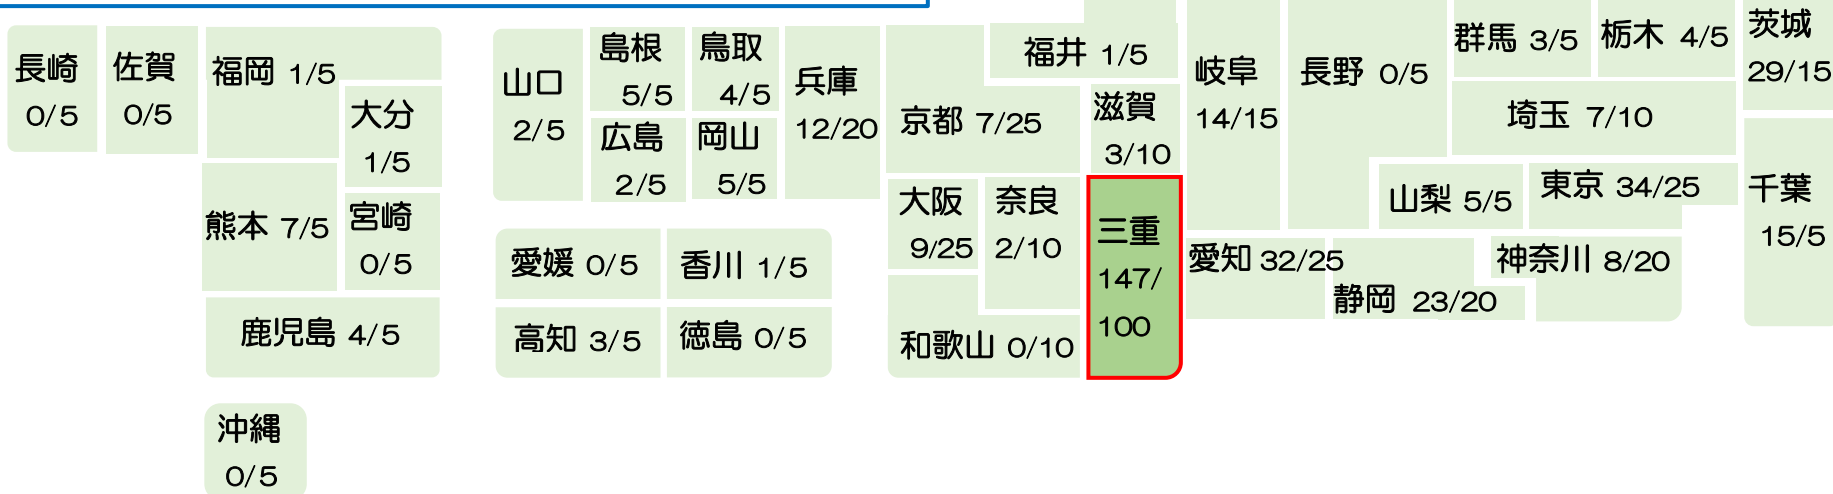 長崎
0/5
佐賀
0/5
福岡 1/5
大分
1/5
熊本 7/5
宮崎
0/5
鹿児島 4/5
沖縄
0/5
山口
2/5
島根
5/5
鳥取
4/5
広島
2/5
岡山
5/5
兵庫
12/20
愛媛 0/5
香川 1/5
高知 3/5
徳島 0/5
京都 7/25
福井 1/5
滋賀
3/10
大阪
9/25
奈良
2/10
和歌山 0/10
三重
147/
100
岐阜
14/15
愛知 32/25
長野 0/5
静岡 23/20
群馬 3/5
栃木 4/5
茨城
29/15
埼玉 7/10
山梨 5/5
東京 34/25
神奈川 8/20
千葉
15/5